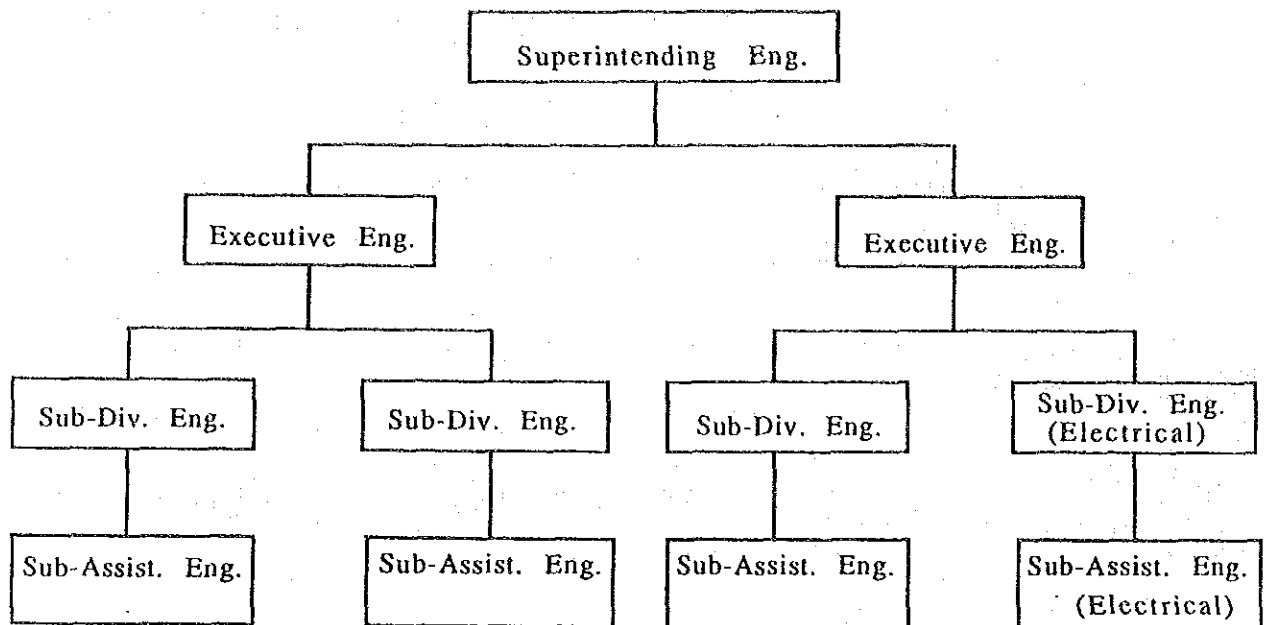 Superintending Eng.
Executive Eng.
Executive Eng.
Sub-Div. Eng.
Sub-Div. Eng.
Sub-Div. Eng.
Sub-Div. Eng.
(Electrical)
Sub-Assist. Eng.
Sub-Assist. Eng.
Sub-Assist. Eng.
Sub-Assist. Eng.
(Electrical)